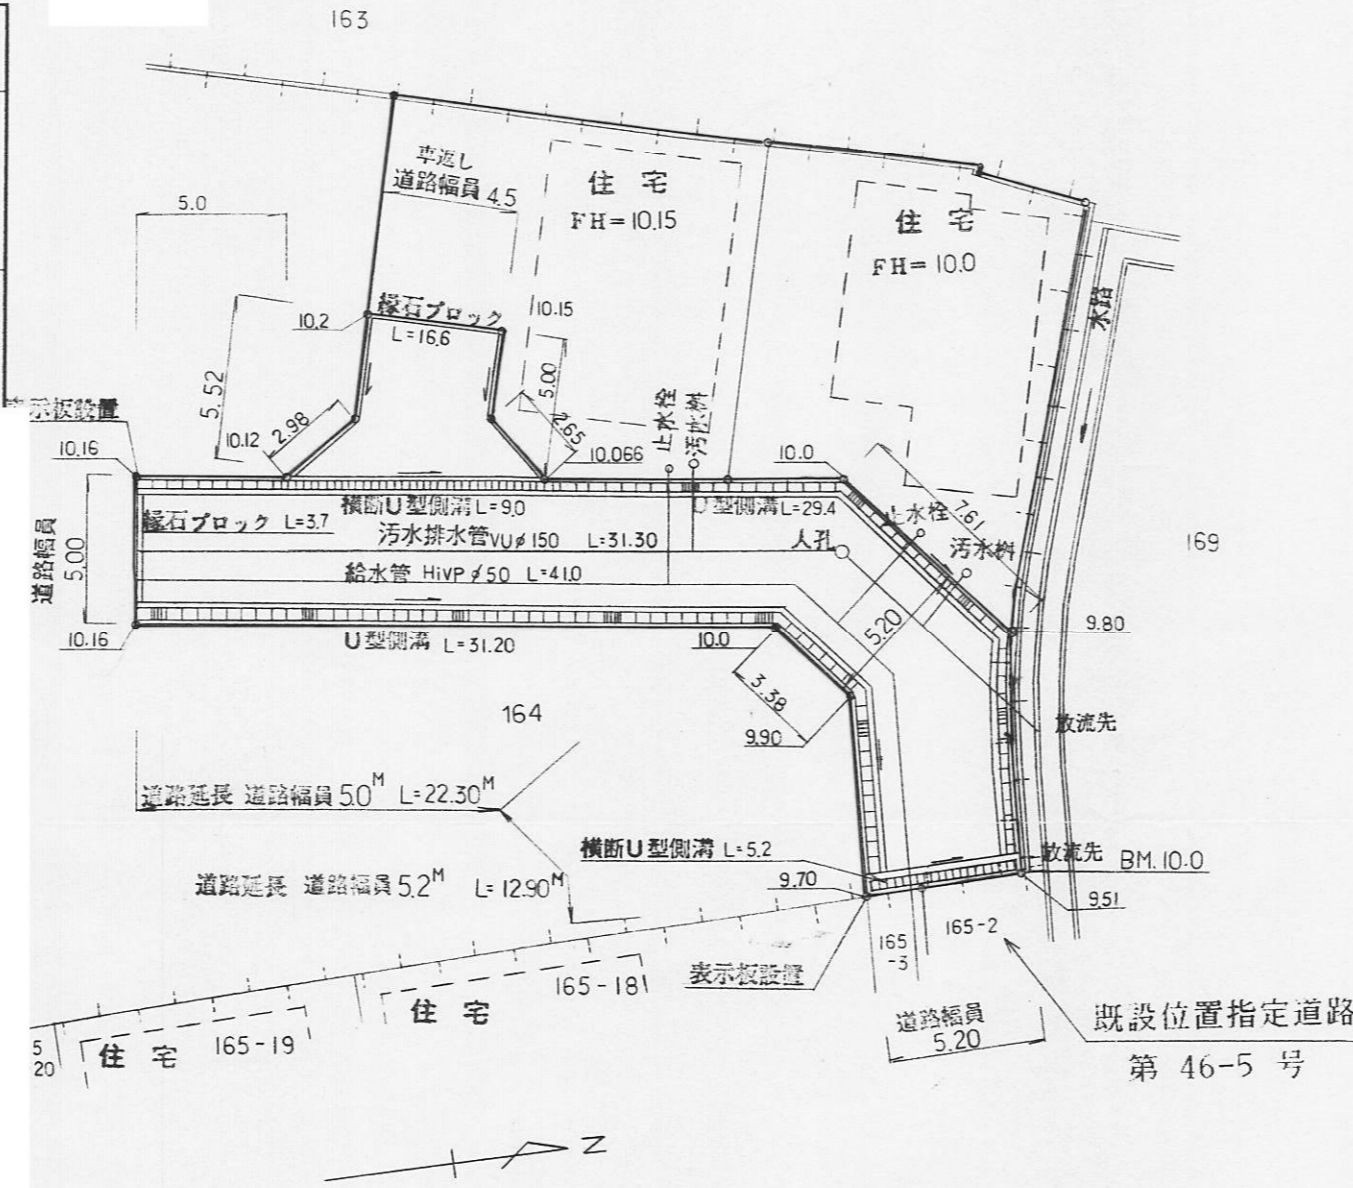 163
車返し
道路幅員 4.5
5.0
住 宅
FH=10.15
住 宅
FH=10.0
水路
縁石ブロック
L=16.6
10.2
10.15
5.52
5.00
2.98
2.65
10.12
10.066
止水栓
汚水桝
10.0
7.61
表示板設置
10.16
横断U型側溝 L=9.0
U型側溝 L=29.4
止水栓
縁石ブロック L=3.7
汚水排水管 VUφ150 L=31.30
人孔
汚水桝
169
道路幅員
5.00
給水管 HiVPφ50 L=41.0
5.20
9.80
10.16
U型側溝 L=31.20
10.0
3.38
164
9.90
放流先
道路延長 道路幅員 5.0M L=22.30M
横断U型側溝 L=5.2
放流先
BM. 10.0
道路延長 道路幅員 5.2M L=12.90M
9.70
9.51
165-2
165
-3
165-18
表示板設置
住 宅
道路幅員
5.20
既設位置指定道路
第 46-5 号
165-19
住 宅
5
20
N